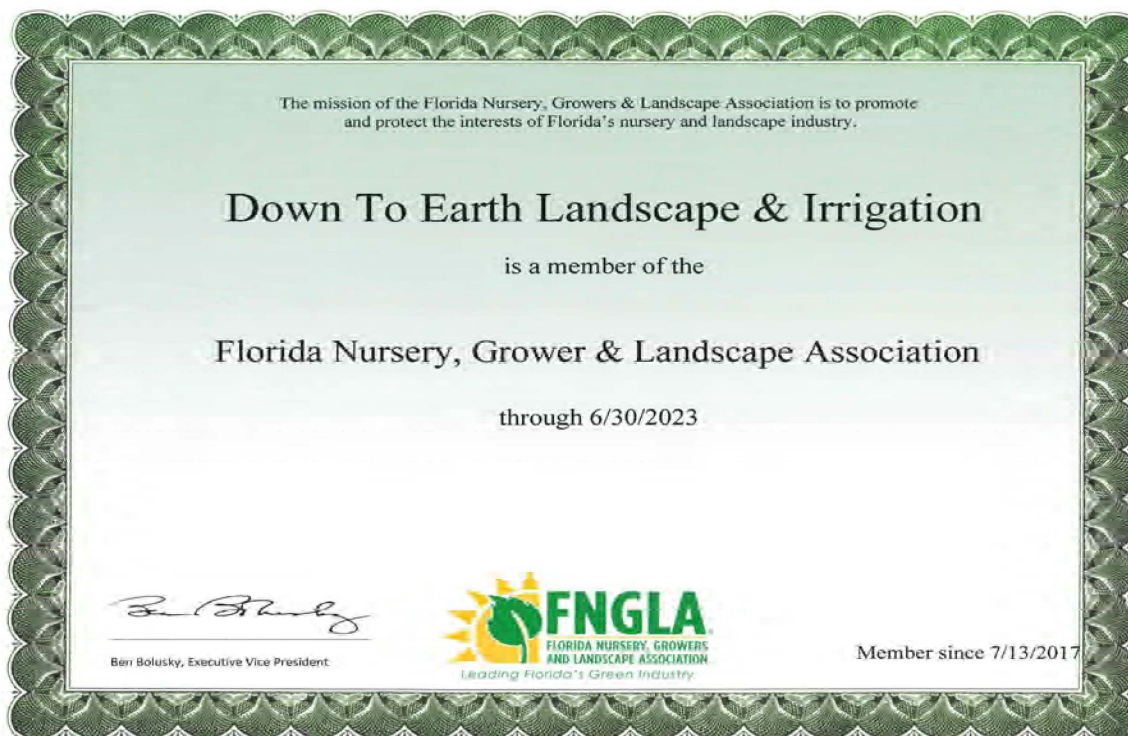 The mission of the Florida Nursery, Growers & Landscape Association is to promote
and protect the interests of Florida's nursery and landscape industry.
Down To Earth Landscape & Irrigation
is a member of the
Florida Nursery, Grower & Landscape Association
through 6/30/2023
Ben Bolusky
Ben Bolusky, Executive Vice President
FNGLA
FLORIDA NURSERY, GROWERS
AND LANDSCAPE ASSOCIATION
Leading Florida's Green Industry
Member since 7/13/2017